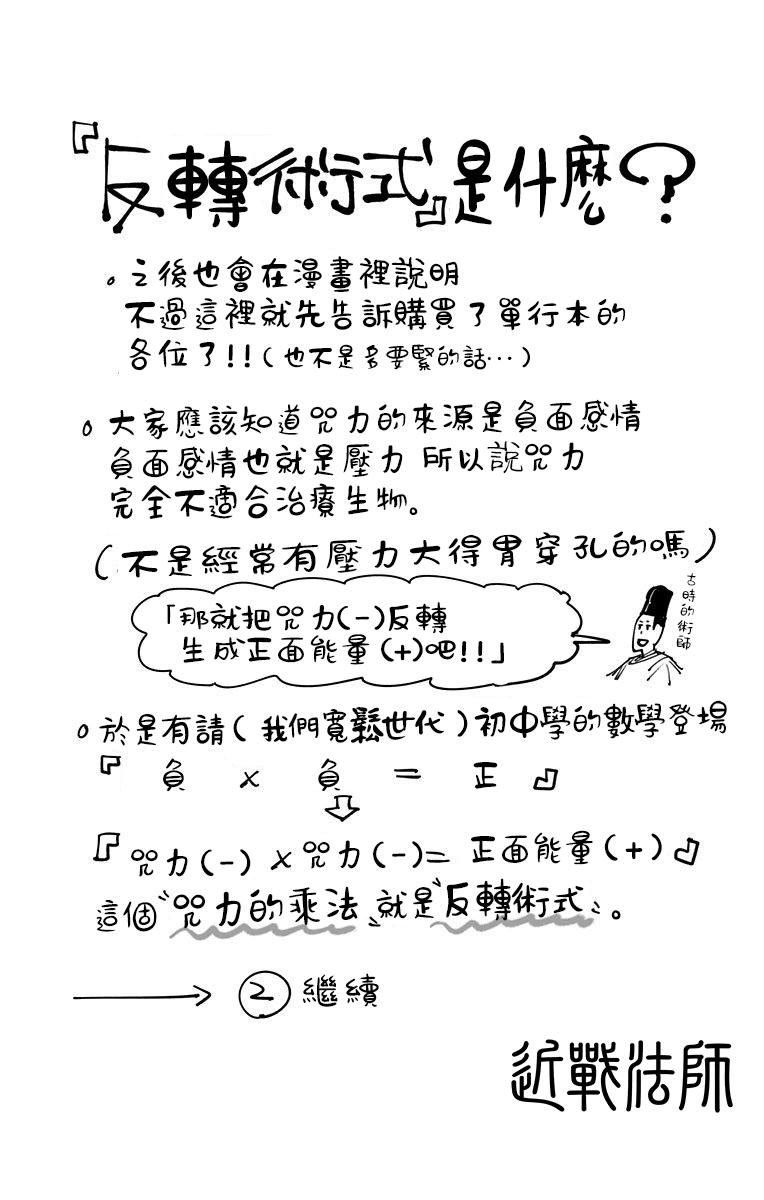 『反轉術式』是什麼?
。之後也會在漫畫裡說明
不過這裡就先告訴購買了單行本的
各位了!!(也不是多要緊的話…)
。大家應該知道咒力的來源是負面感情
負面感情也就是壓力 所以說咒力
完全不適合治療生物。
(不是經常有壓力大得胃穿孔的嗎)
古時的術師
「那就把咒力(-)反轉
生成正面能量(+)吧!!」
。於是有請(我們寬鬆世代)初中學的數學登場
『 負 x 負 = 正 』
⇩
『咒力(-)x咒力(-)= 正面能量(+)』
這個〝咒力的乘法〟就是〝反轉術式〟。
→ ② 繼續
近戰法師